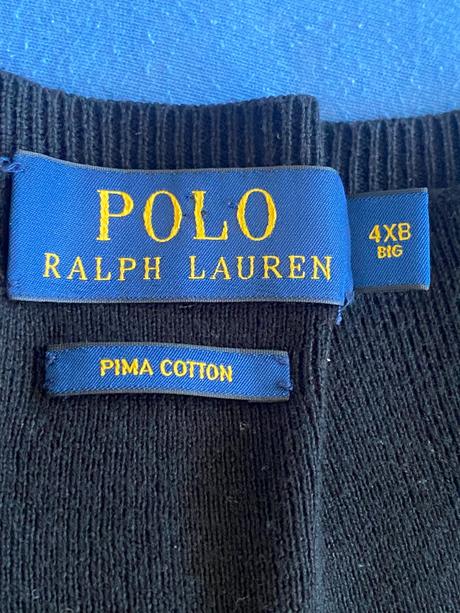 POLO
RALPH LAUREN
4XB
BIG
PIMA COTTON